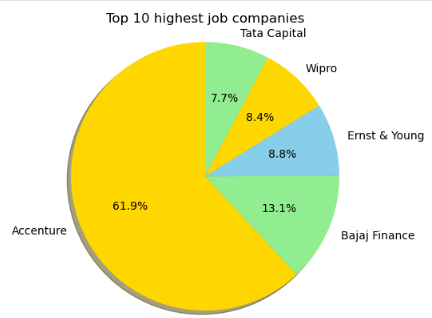 Top 10 highest job companies
Tata Capital
Wipro
7.7%
8.4%
Ernst & Young
8.8%
61.9%
13.1%
Accenture
Bajaj Finance